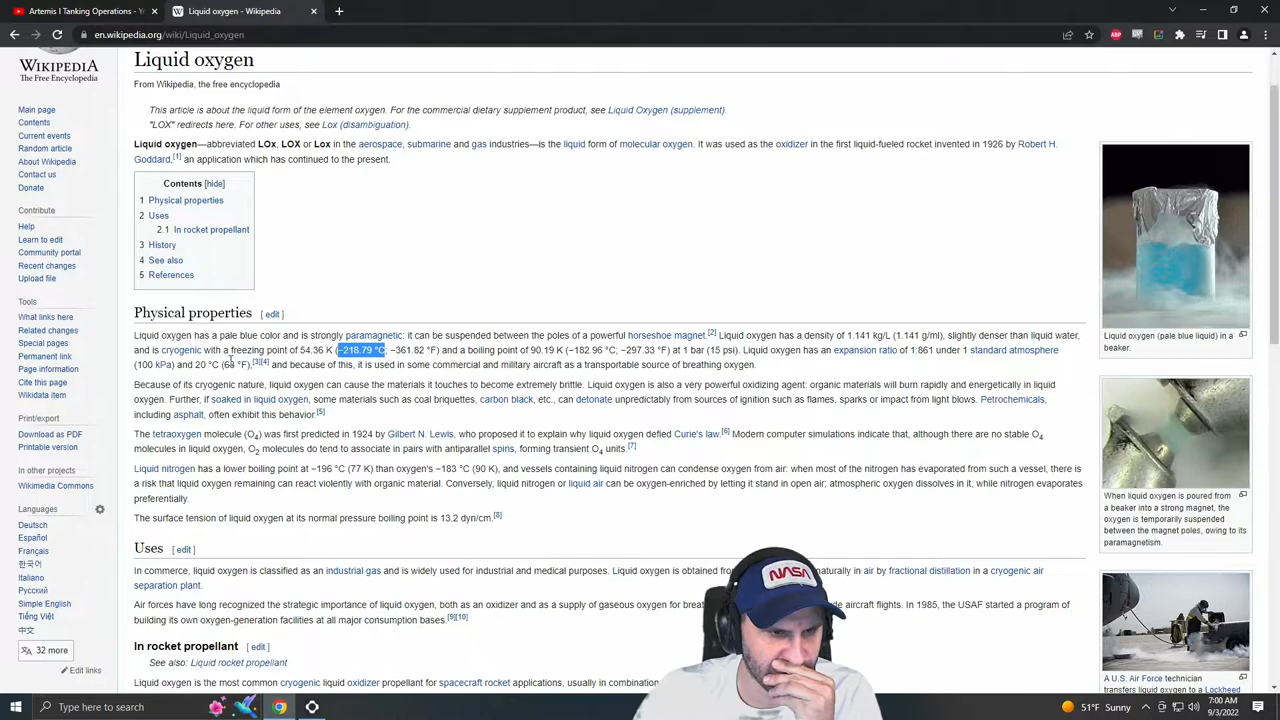 Artemis I Tanking Operations - Y
Liquid oxygen - Wikipedia
en.wikipedia.org/wiki/Liquid_oxygen
WIKIPEDIA
The Free Encyclopedia
Main page
Contents
Current events
Random article
About Wikipedia
Contact us
Donate
Contribute
Help
Learn to edit
Community portal
Recent changes
Upload file
Tools
What links here
Related changes
Special pages
Permanent link
Page information
Cite this page
Wikidata item
Print/export
Download as PDF
Printable version
In other projects
Wikimedia Commons
Languages
Deutsch
Español
Français
한국어
Italiano
Русский
Simple English
Tiếng Việt
中文
32 more
Edit links
Liquid oxygen
From Wikipedia, the free encyclopedia
This article is about the liquid form of the element oxygen. For the commercial dietary supplement product, see Liquid Oxygen (supplement).
"LOX" redirects here. For other uses, see Lox (disambiguation).
Liquid oxygen—abbreviated LOx, LOX or Lox in the aerospace, submarine and gas industries—is the liquid form of molecular oxygen. It was used as the oxidizer in the first liquid-fueled rocket invented in 1926 by Robert H.
Goddard,[1] an application which has continued to the present.
Contents [hide]
1 Physical properties
2 Uses
2.1 In rocket propellant
3 History
4 See also
5 References
Physical properties [ edit ]
Liquid oxygen has a pale blue color and is strongly paramagnetic: it can be suspended between the poles of a powerful horseshoe magnet.[2] Liquid oxygen has a density of 1.141 kg/L (1.141 g/ml), slightly denser than liquid water,
and is cryogenic with a freezing point of 54.36 K (−218.79 °C; −361.82 °F) and a boiling point of 90.19 K (−182.96 °C; −297.33 °F) at 1 bar (15 psi). Liquid oxygen has an expansion ratio of 1:861 under 1 standard atmosphere
(100 kPa) and 20 °C (68 °F),[3][4] and because of this, it is used in some commercial and military aircraft as a transportable source of breathing oxygen.
Because of its cryogenic nature, liquid oxygen can cause the materials it touches to become extremely brittle. Liquid oxygen is also a very powerful oxidizing agent: organic materials will burn rapidly and energetically in liquid
oxygen. Further, if soaked in liquid oxygen, some materials such as coal briquettes, carbon black, etc., can detonate unpredictably from sources of ignition such as flames, sparks or impact from light blows. Petrochemicals,
including asphalt, often exhibit this behavior.[5]
The tetraoxygen molecule (O4) was first predicted in 1924 by Gilbert N. Lewis, who proposed it to explain why liquid oxygen defied Curie's law.[6] Modern computer simulations indicate that, although there are no stable O4
molecules in liquid oxygen, O2 molecules do tend to associate in pairs with antiparallel spins, forming transient O4 units.[7]
Liquid nitrogen has a lower boiling point at −196 °C (77 K) than oxygen's −183 °C (90 K), and vessels containing liquid nitrogen can condense oxygen from air: when most of the nitrogen has evaporated from such a vessel, there is
a risk that liquid oxygen remaining can react violently with organic material. Conversely, liquid nitrogen or liquid air can be oxygen-enriched by letting it stand in open air; atmospheric oxygen dissolves in it, while nitrogen evaporates
preferentially.
The surface tension of liquid oxygen at its normal pressure boiling point is 13.2 dyn/cm.[8]
Uses [ edit ]
In commerce, liquid oxygen is classified as an industrial gas and is widely used for industrial and medical purposes. Liquid oxygen is obtained from naturally in air by fractional distillation in a cryogenic air
separation plant.
Air forces have long recognized the strategic importance of liquid oxygen, both as an oxidizer and as a supply of gaseous oxygen for aircraft flights. In 1985, the USAF started a program of
building its own oxygen-generation facilities at all major consumption bases.[9][10]
In rocket propellant [ edit ]
See also: Liquid rocket propellant
Liquid oxygen is the most common cryogenic liquid oxidizer propellant for spacecraft rocket applications, usually in combination
Liquid oxygen (pale blue liquid) in a
beaker.
When liquid oxygen is poured from
a beaker into a strong magnet, the
oxygen is temporarily suspended
between the magnet poles, owing to its
paramagnetism.
A U.S. Air Force technician
transfers liquid oxygen to a Lockheed
NASA
Type here to search
51°F Sunny
7:00 AM
9/3/2022